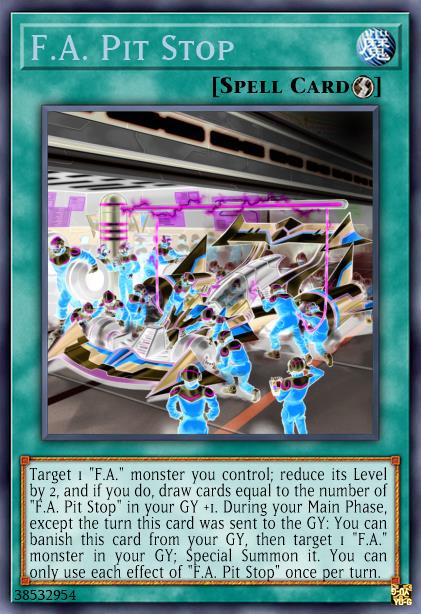 F.A. Pit Stop
魔
[Spell Card]
Target 1 "F.A." monster you control; reduce its Level
by 2, and if you do, draw cards equal to the number of
"F.A. Pit Stop" in your GY +1. During your Main Phase,
except the turn this card was sent to the GY: You can
banish this card from your GY, then target 1 "F.A."
monster in your GY; Special Summon it. You can
only use each effect of "F.A. Pit Stop" once per turn.
38532954